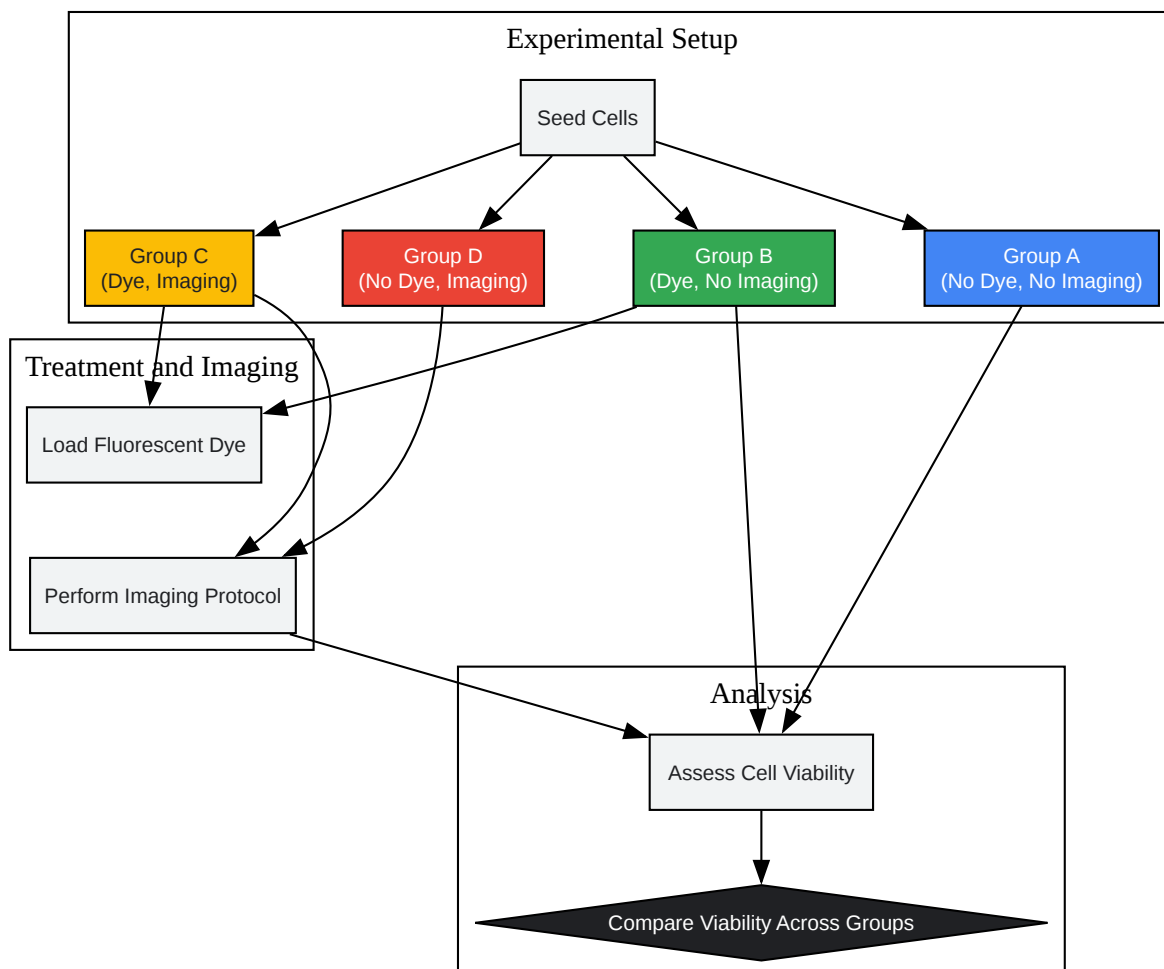 Experimental Setup
Seed Cells
Group C
(Dye, Imaging)
Group D
(No Dye, Imaging)
Group B
(Dye, No Imaging)
Group A
(No Dye, No Imaging)
Treatment and Imaging
Load Fluorescent Dye
Perform Imaging Protocol
Analysis
Assess Cell Viability
Compare Viability Across Groups